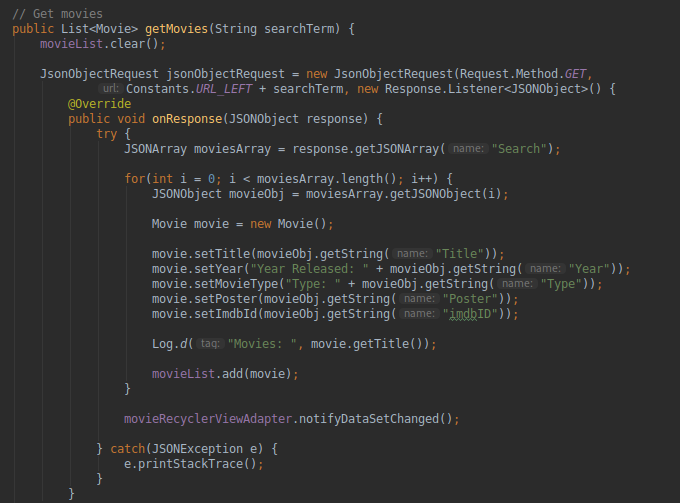 // Get movies
public List<Movie> getMovies(String searchTerm) {
movieList.clear();
JsonObjectRequest jsonObjectRequest = new JsonObjectRequest(Request.Method.GET,
url: Constants.URL_LEFT + searchTerm, new Response.Listener<JSONObject>() {
@Override
public void onResponse(JSONObject response) {
try {
JSONArray moviesArray = response.getJSONArray( name: "Search");
for(int i = 0; i < moviesArray.length(); i++) {
JSONObject movieObj = moviesArray.getJSONObject(i);
Movie movie = new Movie();
movie.setTitle(movieObj.getString( name: "Title"));
movie.setYear("Year Released: " + movieObj.getString( name: "Year"));
movie.setMovieType("Type: " + movieObj.getString( name: "Type"));
movie.setPoster(movieObj.getString( name: "Poster"));
movie.setImdbId(movieObj.getString( name: "imdbID"));
Log.d( tag: "Movies: ", movie.getTitle());
movieList.add(movie);
}
movieRecyclerViewAdapter.notifyDataSetChanged();
} catch(JSONException e) {
e.printStackTrace();
}
}